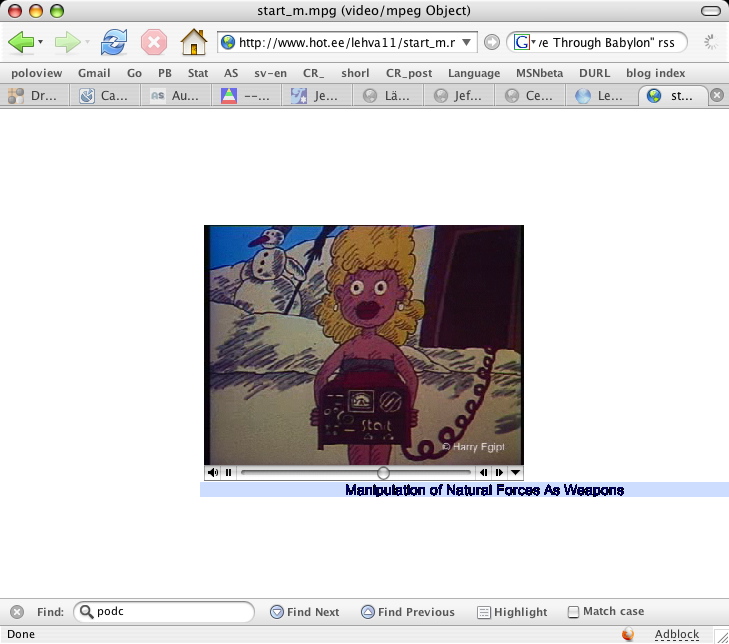 start_m.mpg (video/mpeg Object)
http://www.hot.ee/lehva11/start_m.r
ve Through Babylon" rss
poloview Gmail Go PB Stat AS sv-en CR_ shorl CR_post Language MSNbeta DURL blog index
Dr... Ca... as Au... --... Je... Lä... Jef... Ce... Le... st...
Start
© Harry Egipt
Manipulation of Natural Forces As Weapons
Find: podc Find Next Find Previous Highlight Match case
Done Adblock